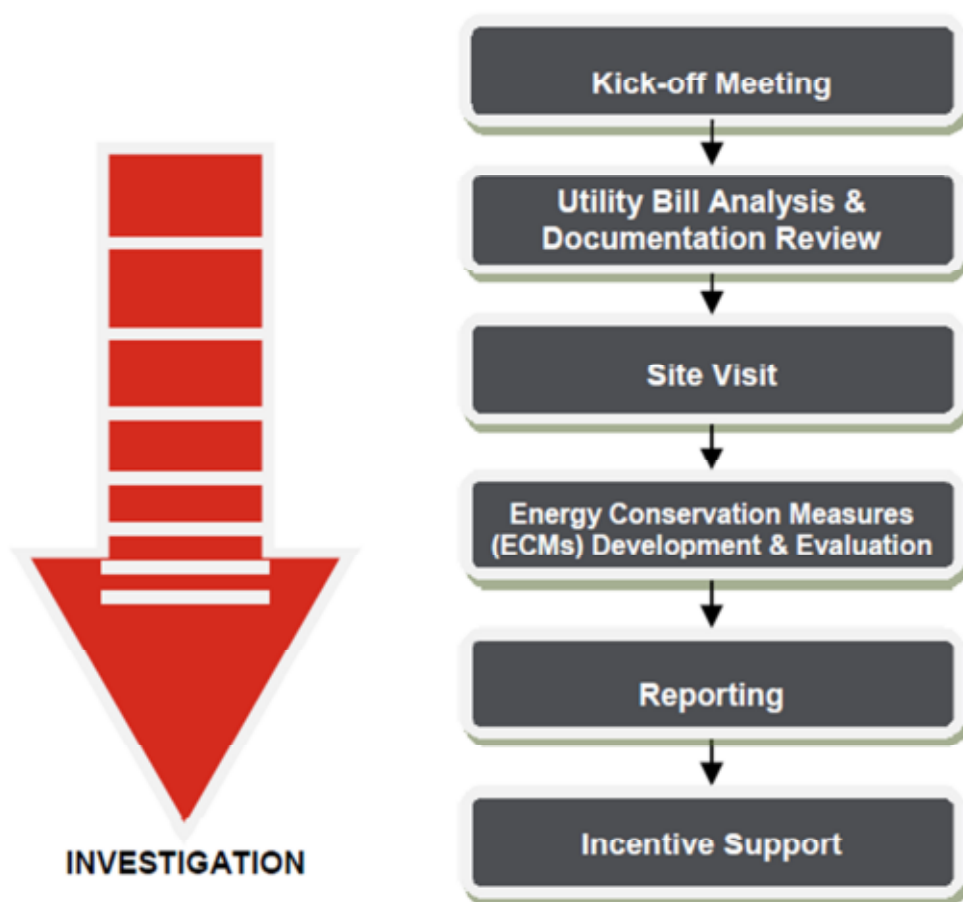 Kick-off Meeting
Utility Bill Analysis &
Documentation Review
Site Visit
Energy Conservation Measures
(ECMs) Development & Evaluation
Reporting
Incentive Support
INVESTIGATION